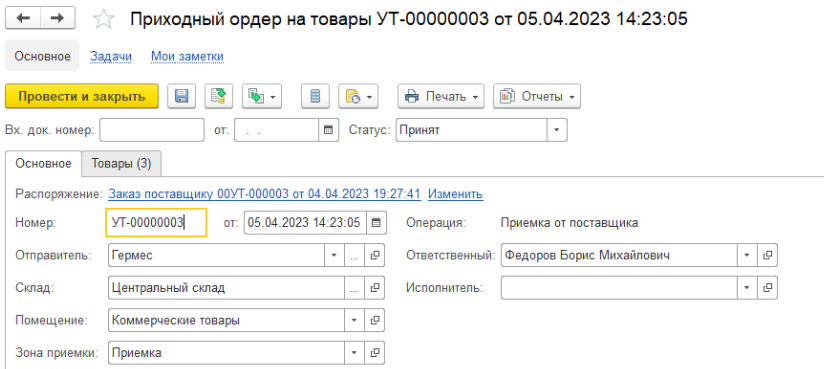 Приходный ордер на товары УТ-00000003 от 05.04.2023 14:23:05
Основное Задачи Мои заметки
Провести и закрыть Печать Отчеты
Вх. док. номер: от: . . Статус: Принят
Основное Товары (3)
Распоряжение: Заказ поставщику 00УТ-000003 от 04.04.2023 19:27:41 Изменить
Номер: УТ-00000003 от: 05.04.2023 14:23:05 Операция: Приемка от поставщика
Отправитель: Гермес ... Ответственный: Федоров Борис Михайлович
Склад: Центральный склад ... Исполнитель:
Помещение: Коммерческие товары
Зона приемки: Приемка